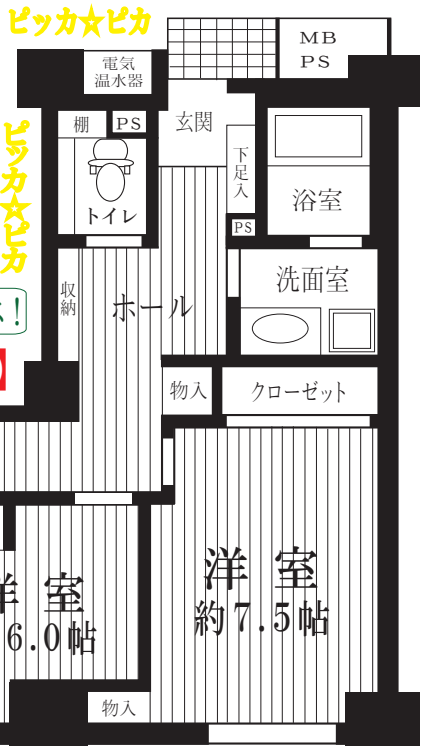 ピッカ☆ピカ
MB
PS
電気
温水器
棚
PS
玄関
ピッカ☆ピカ
下足入
トイレ
浴室
PS
収納
ホール
洗面室
！
物入
クローゼット
洋室
約7.5帖
洋室
6.0帖
物入